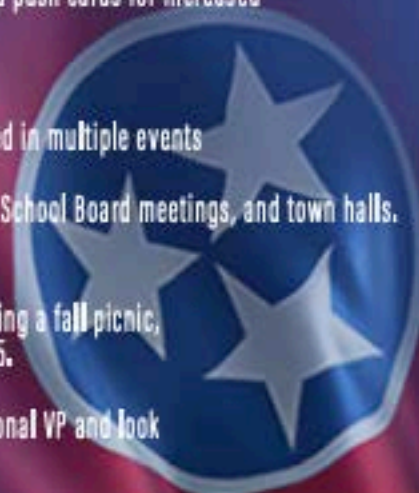 push cards for increased
ed in multiple events
School Board meetings, and town halls.
ing a fall picnic,
5.
onal VP and look